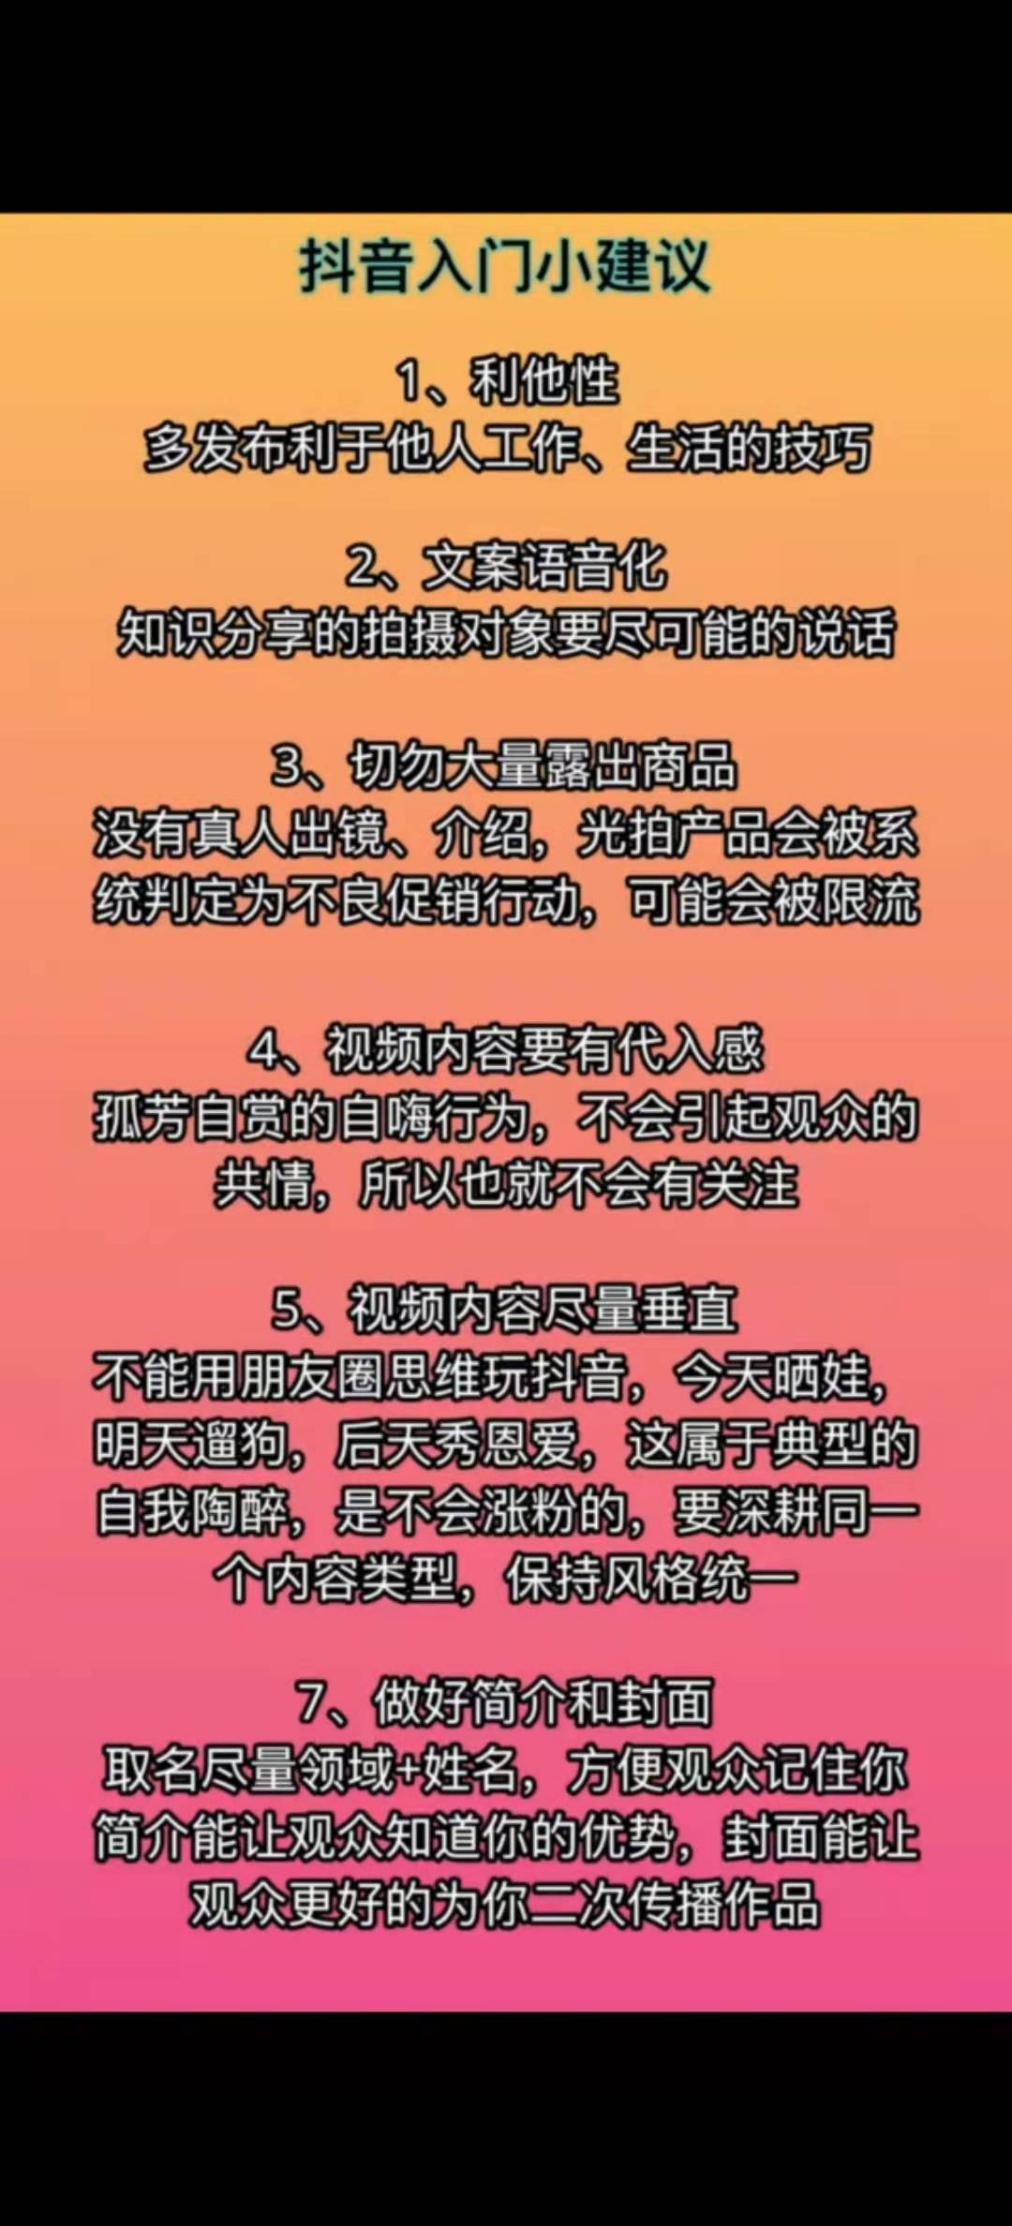 抖音入门小建议
1、利他性
多发布利于他人工作、生活的技巧
2、文案语音化
知识分享的拍摄对象要尽可能的说话
3、切勿大量露出商品
没有真人出镜、介绍，光拍产品会被系
统判定为不良促销行动，可能会被限流
4、视频内容要有代入感
孤芳自赏的自嗨行为，不会引起观众的
共情，所以也就不会有关注
5、视频内容尽量垂直
不能用朋友圈思维玩抖音，今天晒娃，
明天遛狗，后天秀恩爱，这属于典型的
自我陶醉，是不会涨粉的，要深耕同一
个内容类型，保持风格统一
7、做好简介和封面
取名尽量领域+姓名，方便观众记住你
简介能让观众知道你的优势，封面能让
观众更好的为你二次传播作品